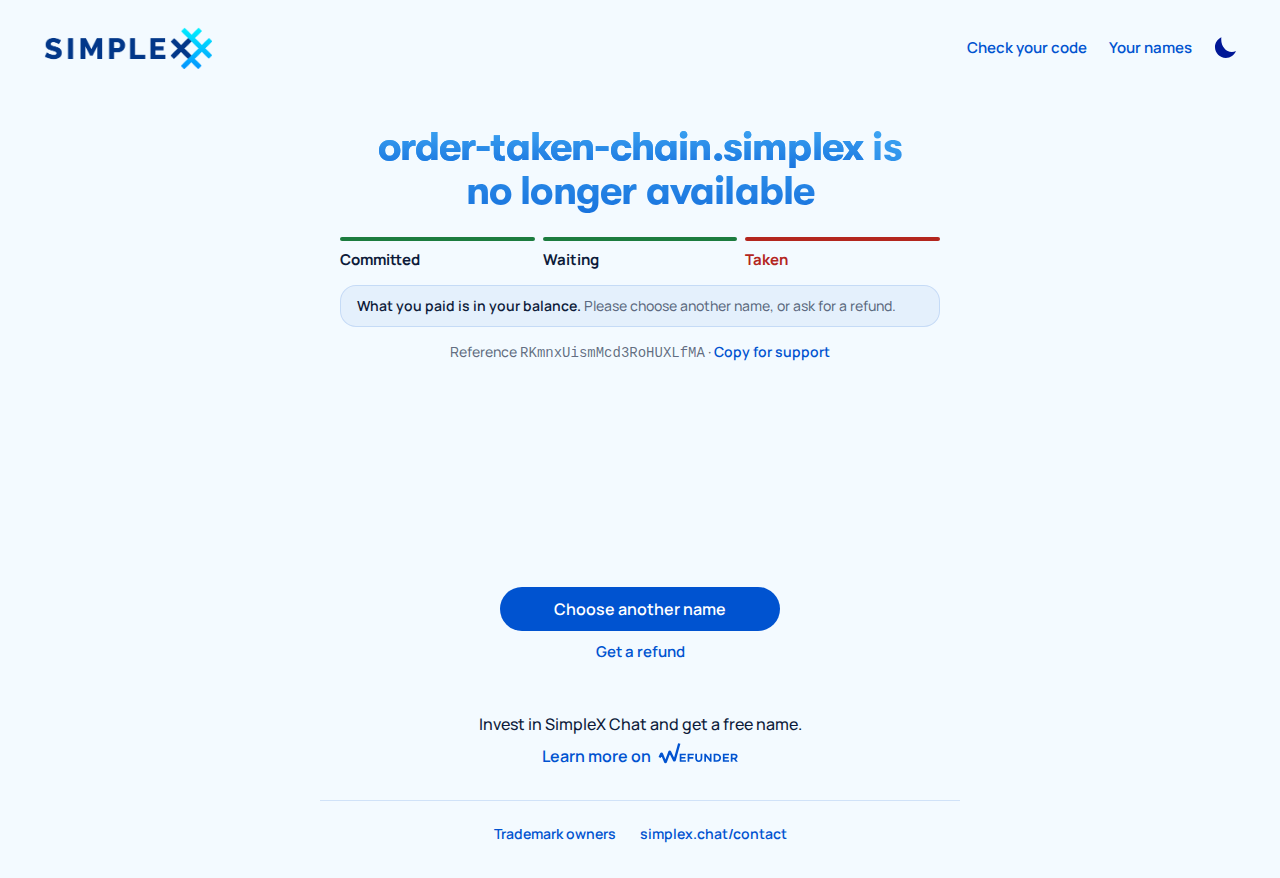 SIMPLEX
Check your code
Your names
order-taken-chain.simplex is
no longer available
Committed
Waiting
Taken
What you paid is in your balance. Please choose another name, or ask for a refund.
Reference RKmnxUismMcd3RoHUXLfMA · Copy for support
Choose another name
Get a refund
Invest in SimpleX Chat and get a free name.
Learn more on WEFUNDER
Trademark owners
simplex.chat/contact